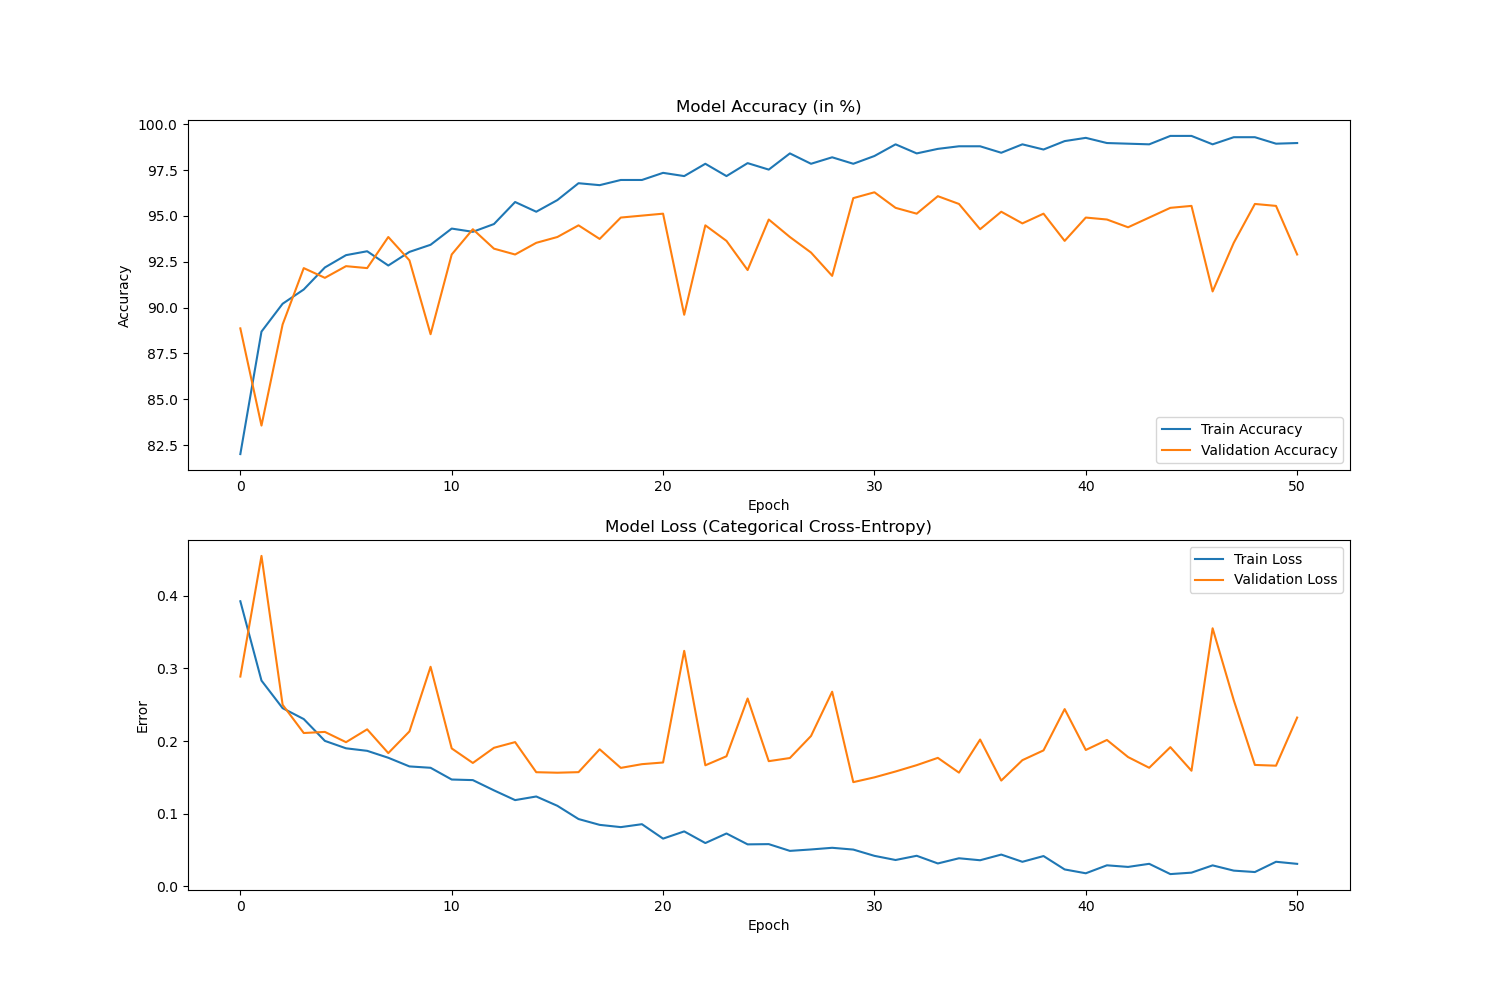 Model Accuracy (in %)
100.0
97.5
95.0
92.5
90.0
87.5
85.0
82.5
Accuracy
Train Accuracy
Validation Accuracy
0 10 20 30 40 50
Epoch
Model Loss (Categorical Cross-Entropy)
0.4
0.3
0.2
0.1
0.0
Error
Train Loss
Validation Loss
0 10 20 30 40 50
Epoch